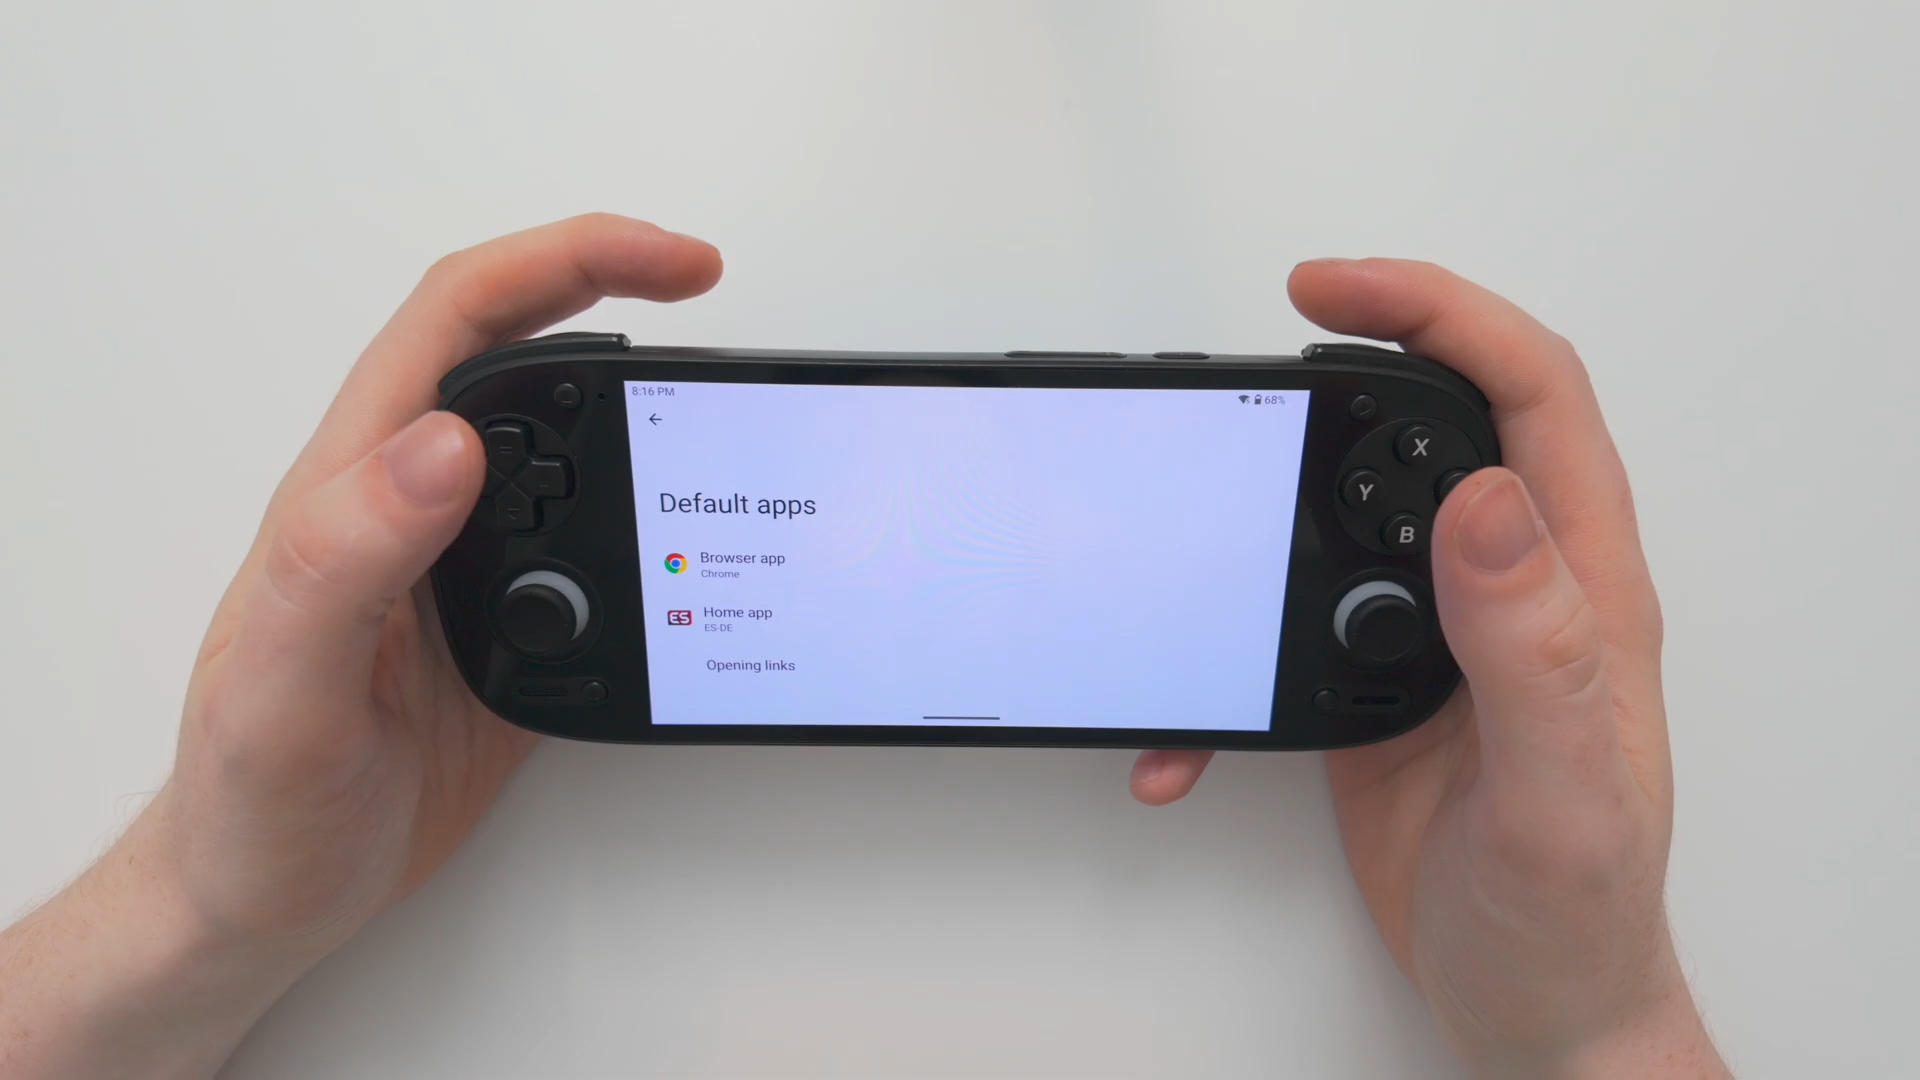 8:16 PM
68%
Default apps
Browser app
Chrome
ES
Home app
ES-DE
Opening links
X
Y
B